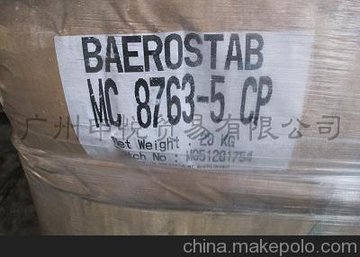 BAEROSTAB
MC 8763-5 CP
广州申悦贸易有限公司
Net Weight : 20 KG
Batch No : M051201754
china.makepolo.com